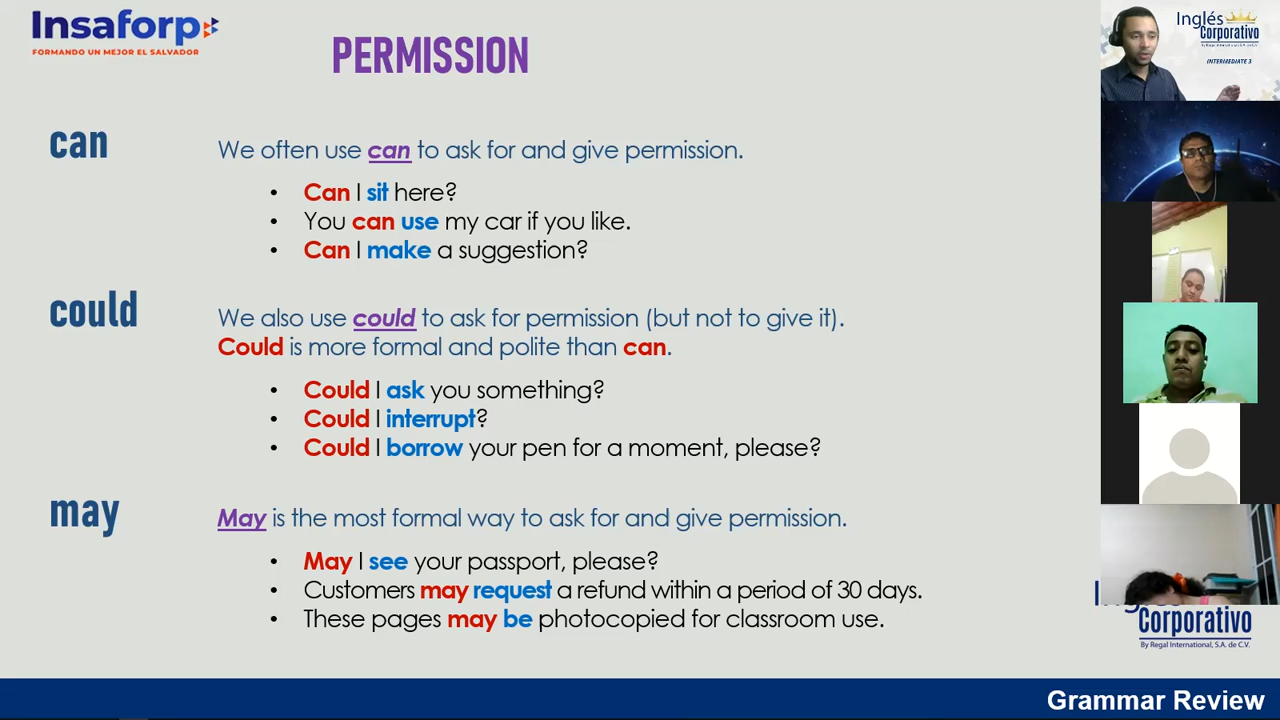 Insaforp
FORMANDO UN MEJOR EL SALVADOR
PERMISSION
Inglés
Corporativo
By Regal International, S.A. de C.V.
INTERMEDIATE 3
can
We often use can to ask for and give permission.
• Can I sit here?
• You can use my car if you like.
• Can I make a suggestion?
could
We also use could to ask for permission (but not to give it).
Could is more formal and polite than can.
• Could I ask you something?
• Could I interrupt?
• Could I borrow your pen for a moment, please?
may
May is the most formal way to ask for and give permission.
• May I see your passport, please?
• Customers may request a refund within a period of 30 days.
• These pages may be photocopied for classroom use.
Corporativo
By Regal International, S.A. de C.V.
Grammar Review